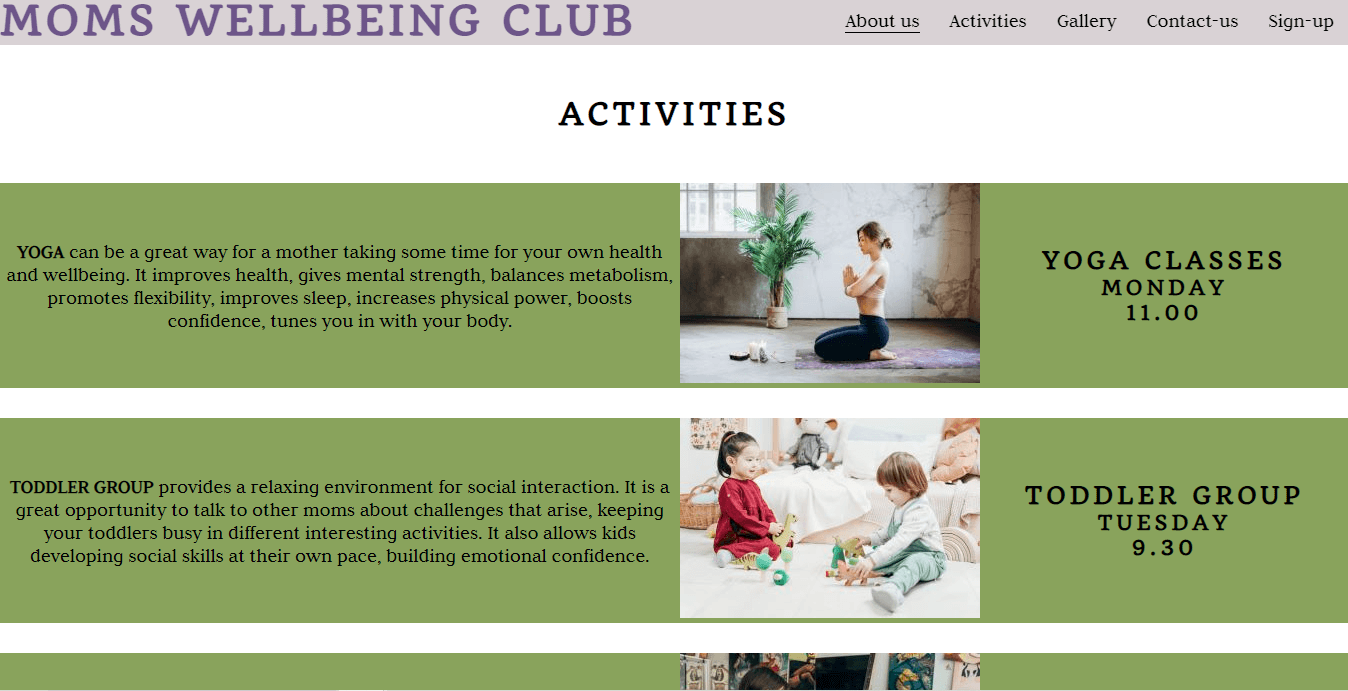 MOMS WELLBEING CLUB
About us Activities Gallery Contact-us Sign-up
ACTIVITIES
YOGA can be a great way for a mother taking some time for your own health
and wellbeing. It improves health, gives mental strength, balances metabolism,
promotes flexibility, improves sleep, increases physical power, boosts
confidence, tunes you in with your body.
YOGA CLASSES
MONDAY
11.00
TODDLER GROUP provides a relaxing environment for social interaction. It is a
great opportunity to talk to other moms about challenges that arise, keeping
your toddlers busy in different interesting activities. It also allows kids
developing social skills at their own pace, building emotional confidence.
TODDLER GROUP
TUESDAY
9.30